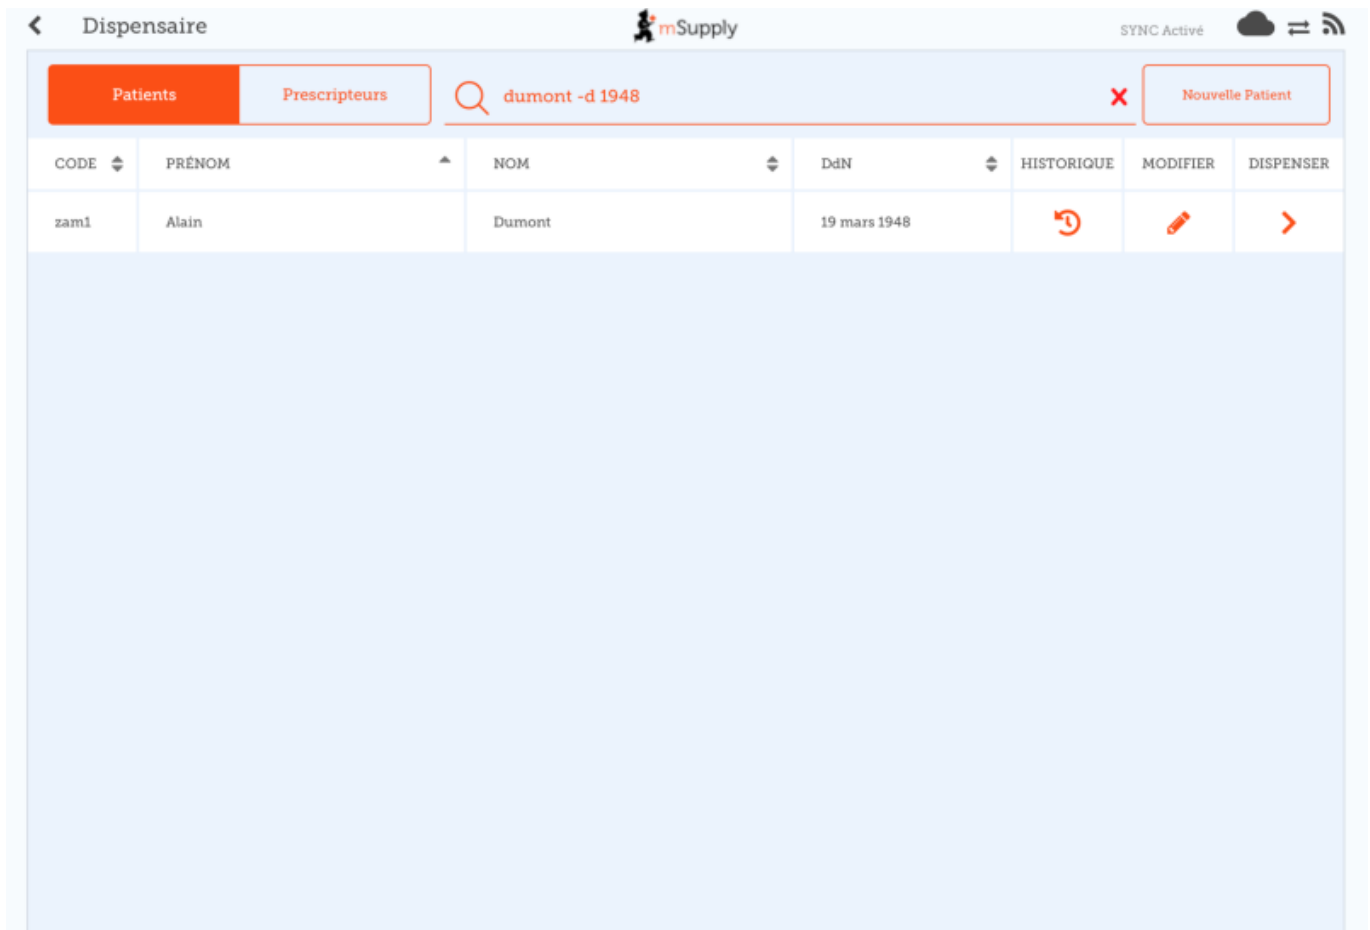 Dispensaire
mSupply
SYNC Activé
Patients
Prescripteurs
dumont -d 1948
Nouvelle Patient
CODE PRÉNOM NOM DdN HISTORIQUE MODIFIER DISPENSER
zam1 Alain Dumont 19 mars 1948